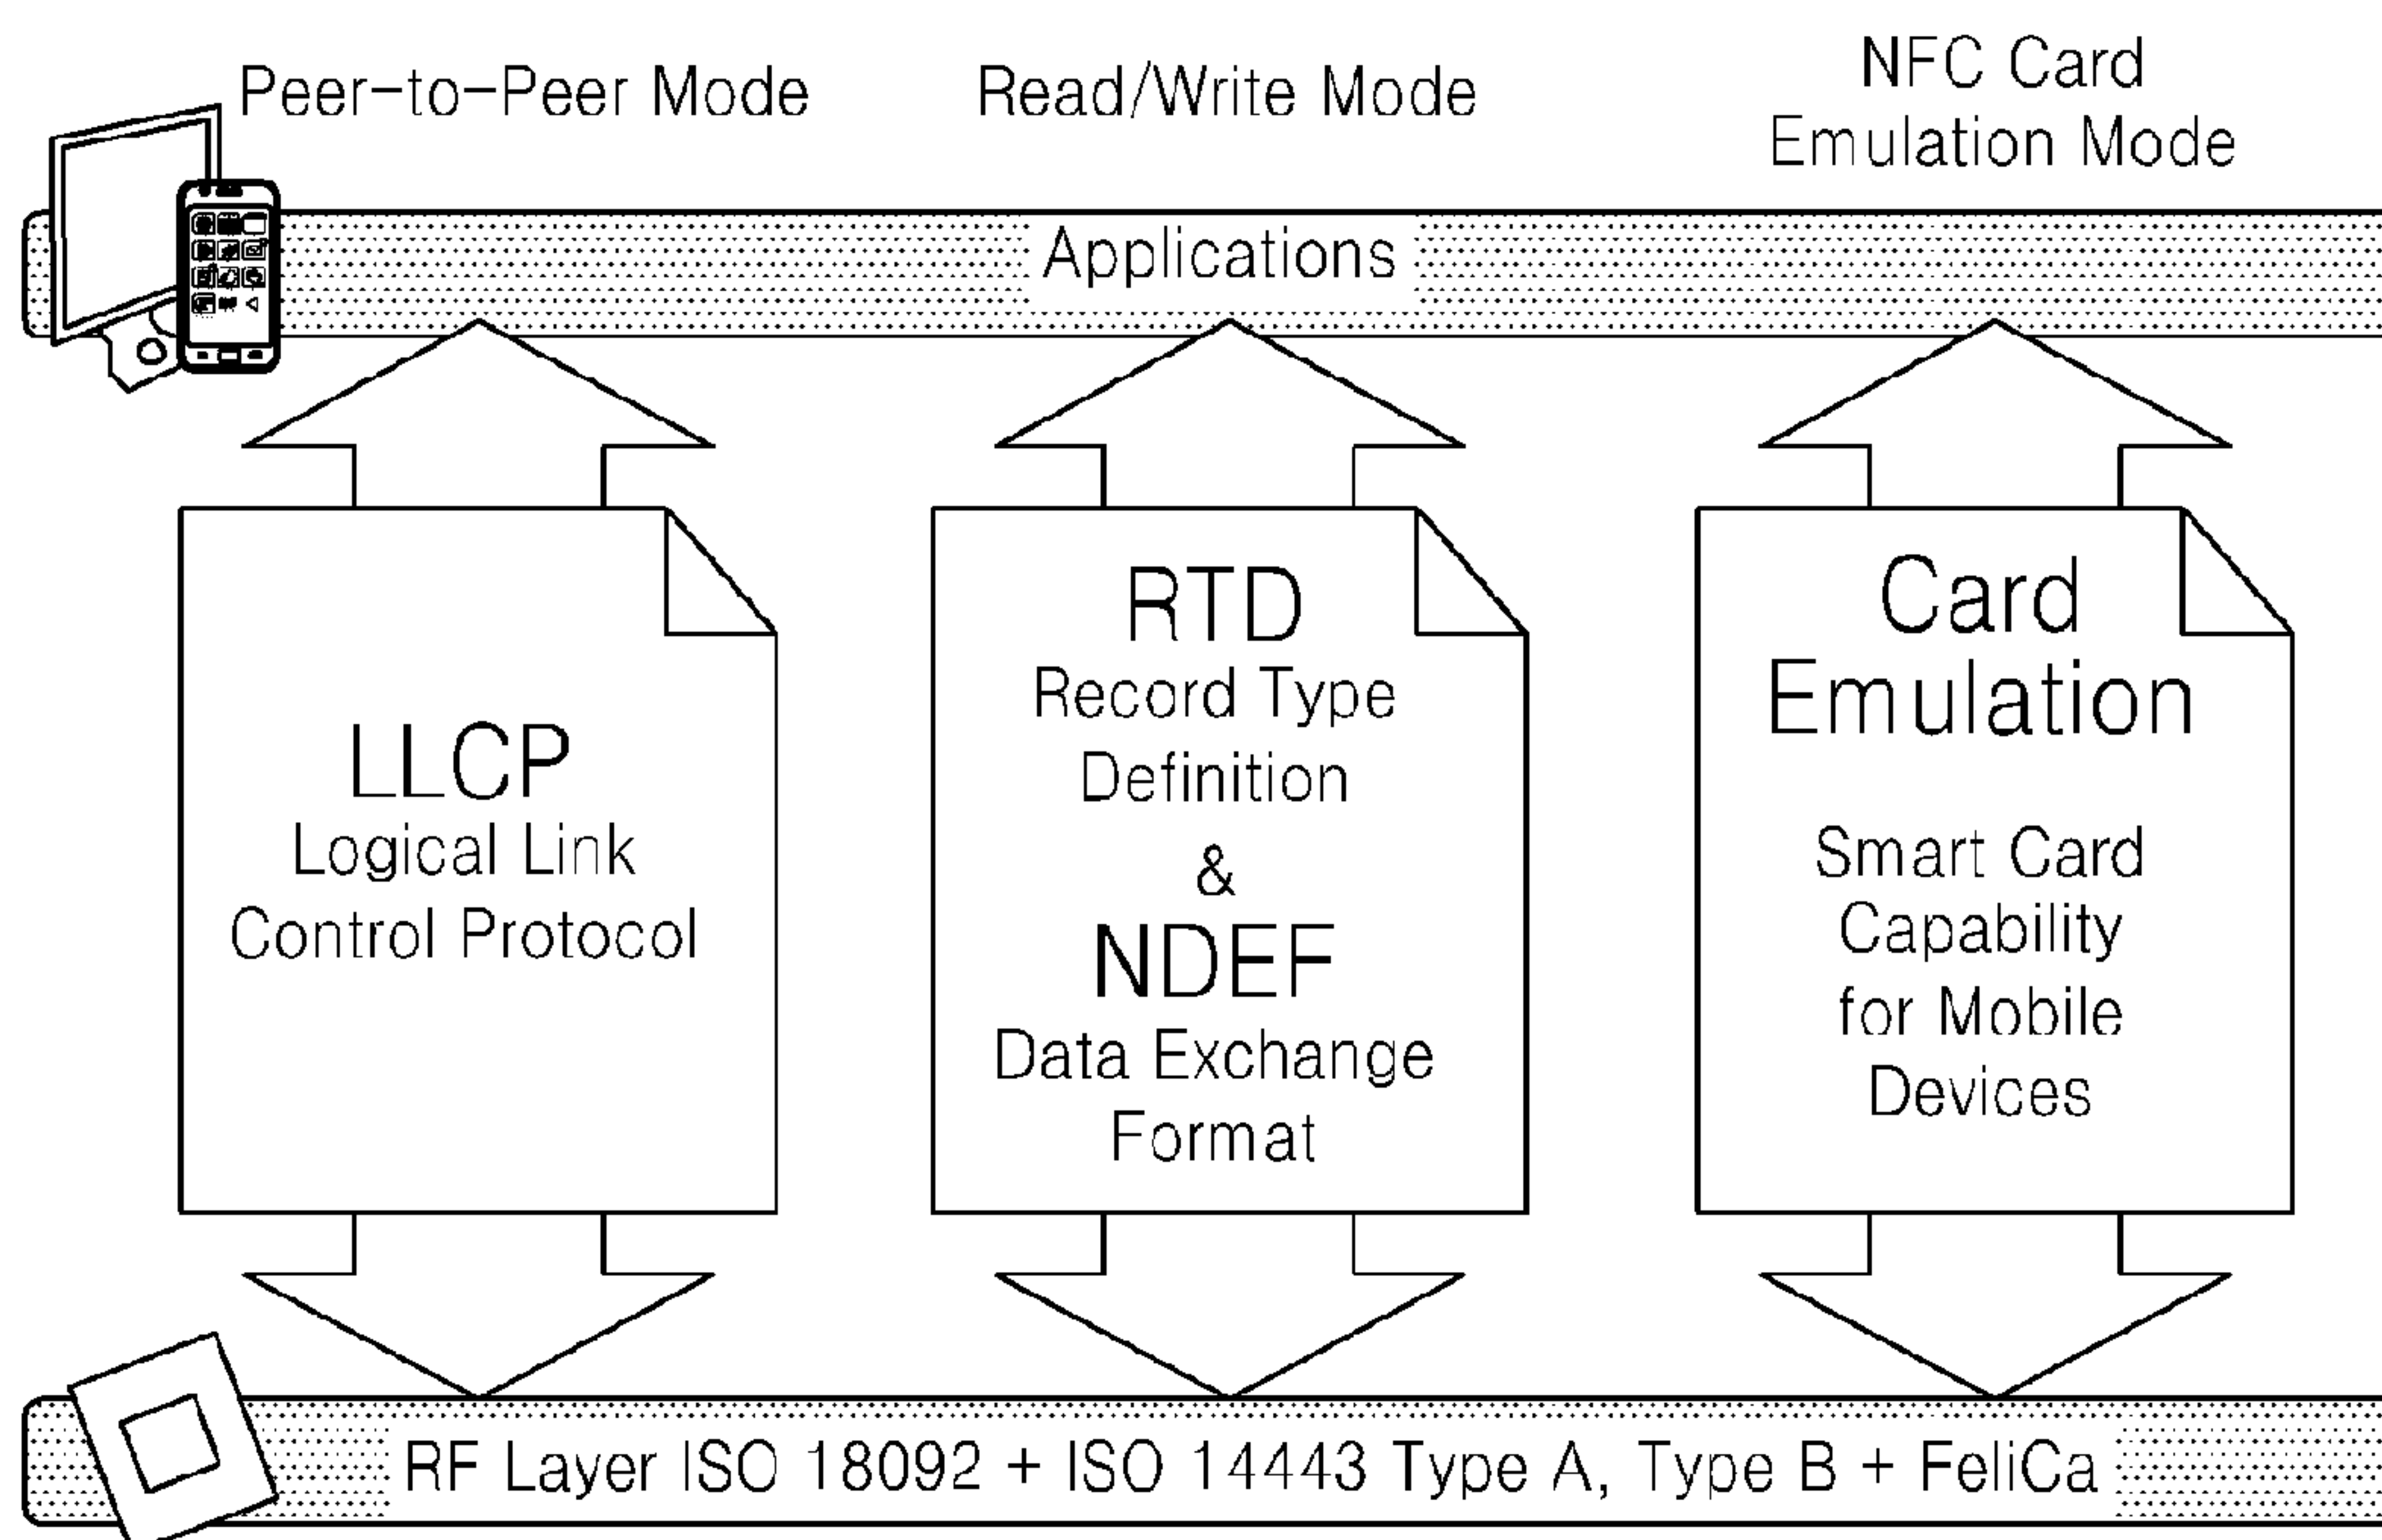 Peer-to-Peer Mode
Read/Write Mode
NFC Card
Emulation Mode
Applications
LLCP
Logical Link
Control Protocol
RTD
Record Type
Definition
&
NDEF
Data Exchange
Format
Card
Emulation
Smart Card
Capability
for Mobile
Devices
RF Layer ISO 18092 + ISO 14443 Type A, Type B + FeliCa